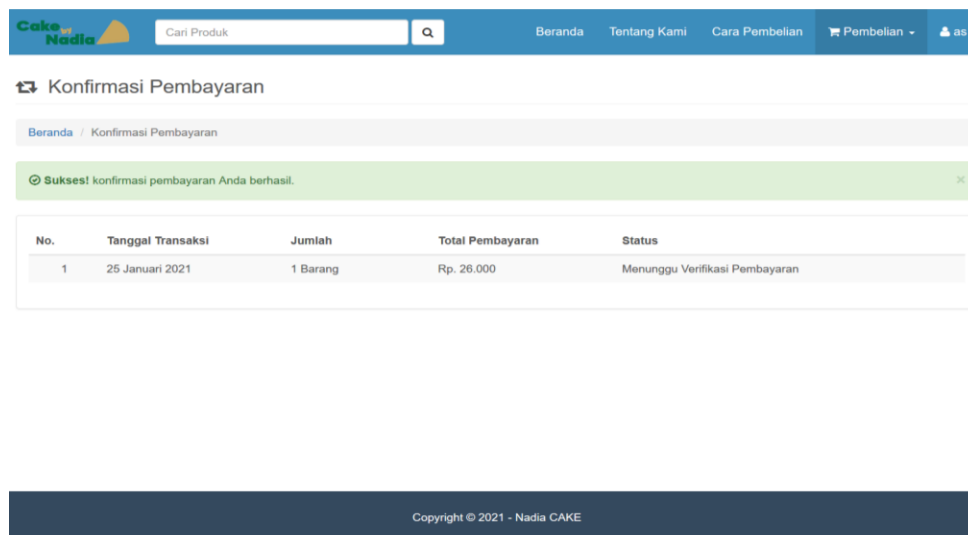 Cake
Nadia
Cari Produk
Beranda
Tentang Kami
Cara Pembelian
Pembelian
as
Konfirmasi Pembayaran
Beranda / Konfirmasi Pembayaran
Sukses! konfirmasi pembayaran Anda berhasil. ×
No. Tanggal Transaksi Jumlah Total Pembayaran Status
1 25 Januari 2021 1 Barang Rp. 26.000 Menunggu Verifikasi Pembayaran
Copyright © 2021 - Nadia CAKE